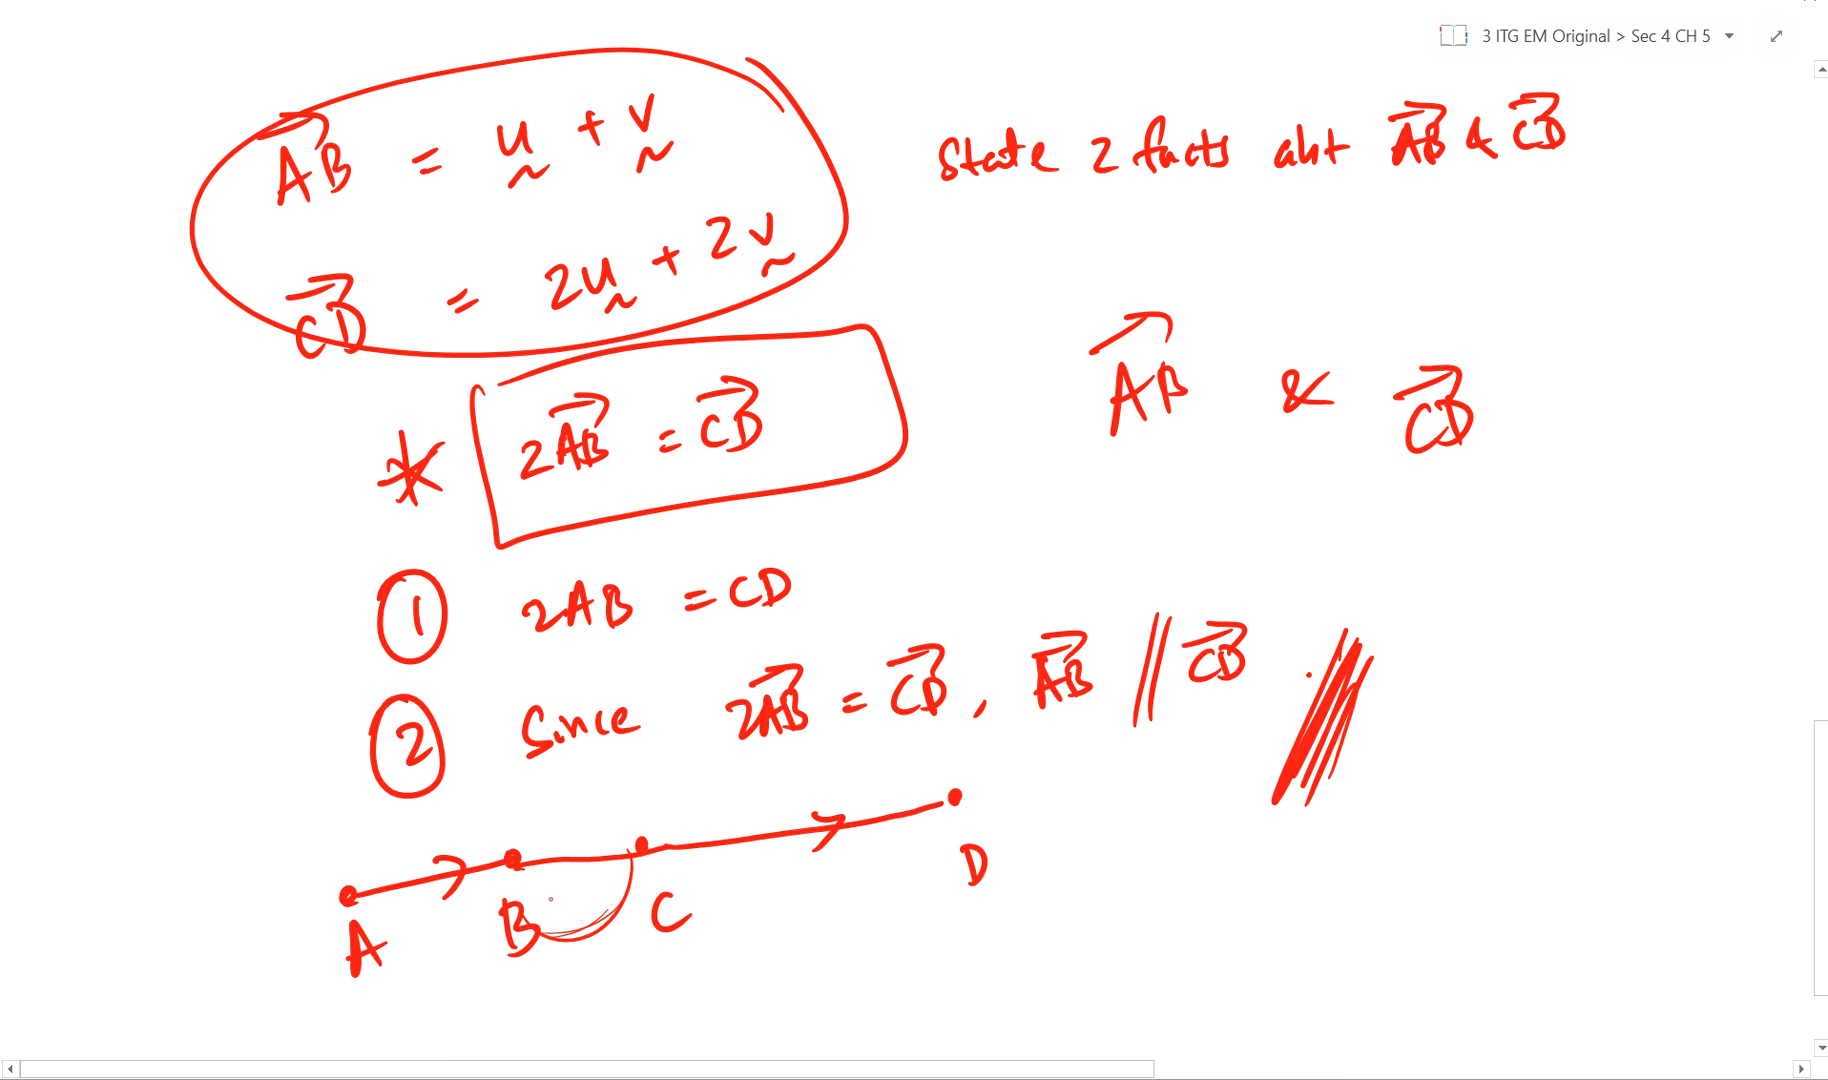 3 ITG EM Original > Sec 4 CH 5
AB = u + v
State 2 facts abt AB & CD
CD = 2u + 2v
AB & CD
* 2AB = CD
1 2AB = CD
2 Since 2AB = CD, AB // CD
A B C D